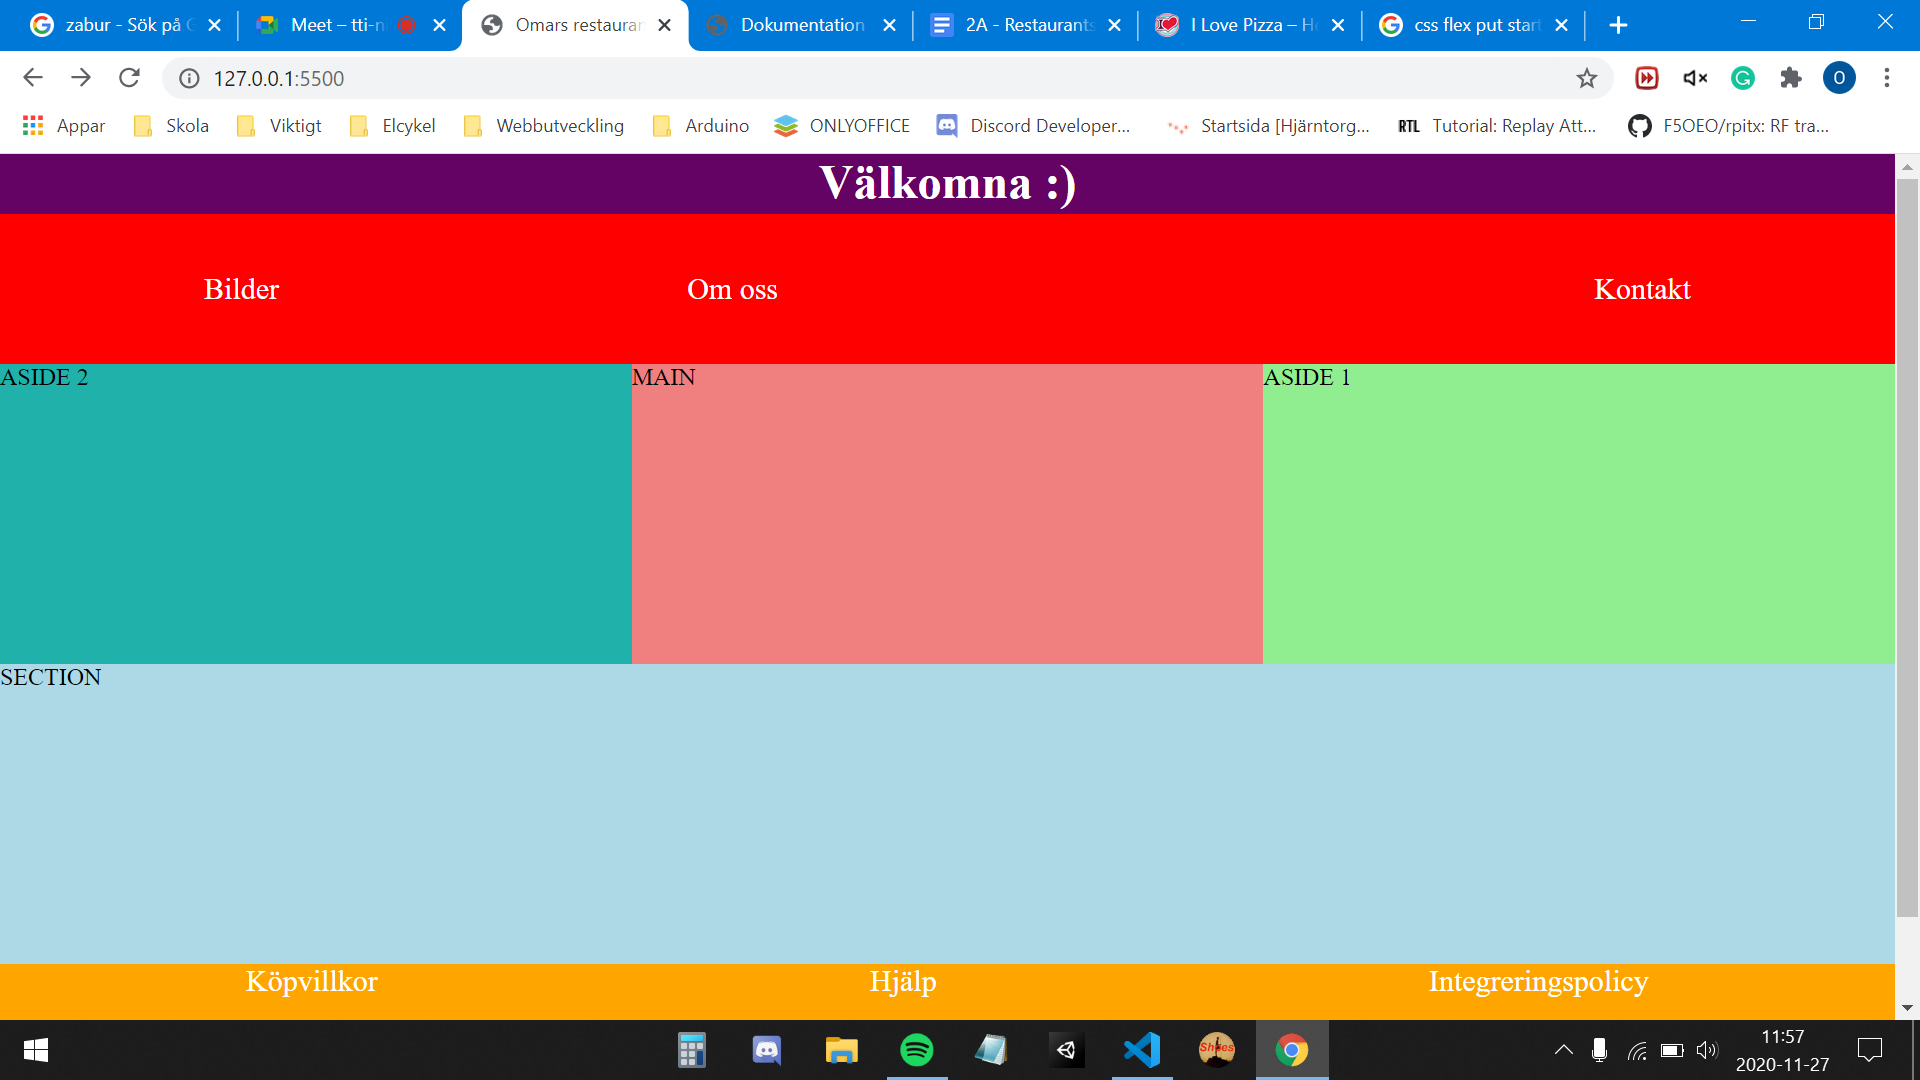 zabur - Sök på G
Meet – tti-n
Omars restauran
Dokumentation
2A - Restaurants
I Love Pizza – Ho
css flex put start
127.0.0.1:5500
O
Appar
Skola
Viktigt
Elcykel
Webbutveckling
Arduino
ONLYOFFICE
Discord Developer...
Startsida [Hjärntorg...
RTL
Tutorial: Replay Att...
F5OEO/rpitx: RF tra...
Välkomna :)
Bilder
Om oss
Kontakt
ASIDE 2
MAIN
ASIDE 1
SECTION
Köpvillkor
Hjälp
Integreringspolicy
Shoes
11:57
2020-11-27